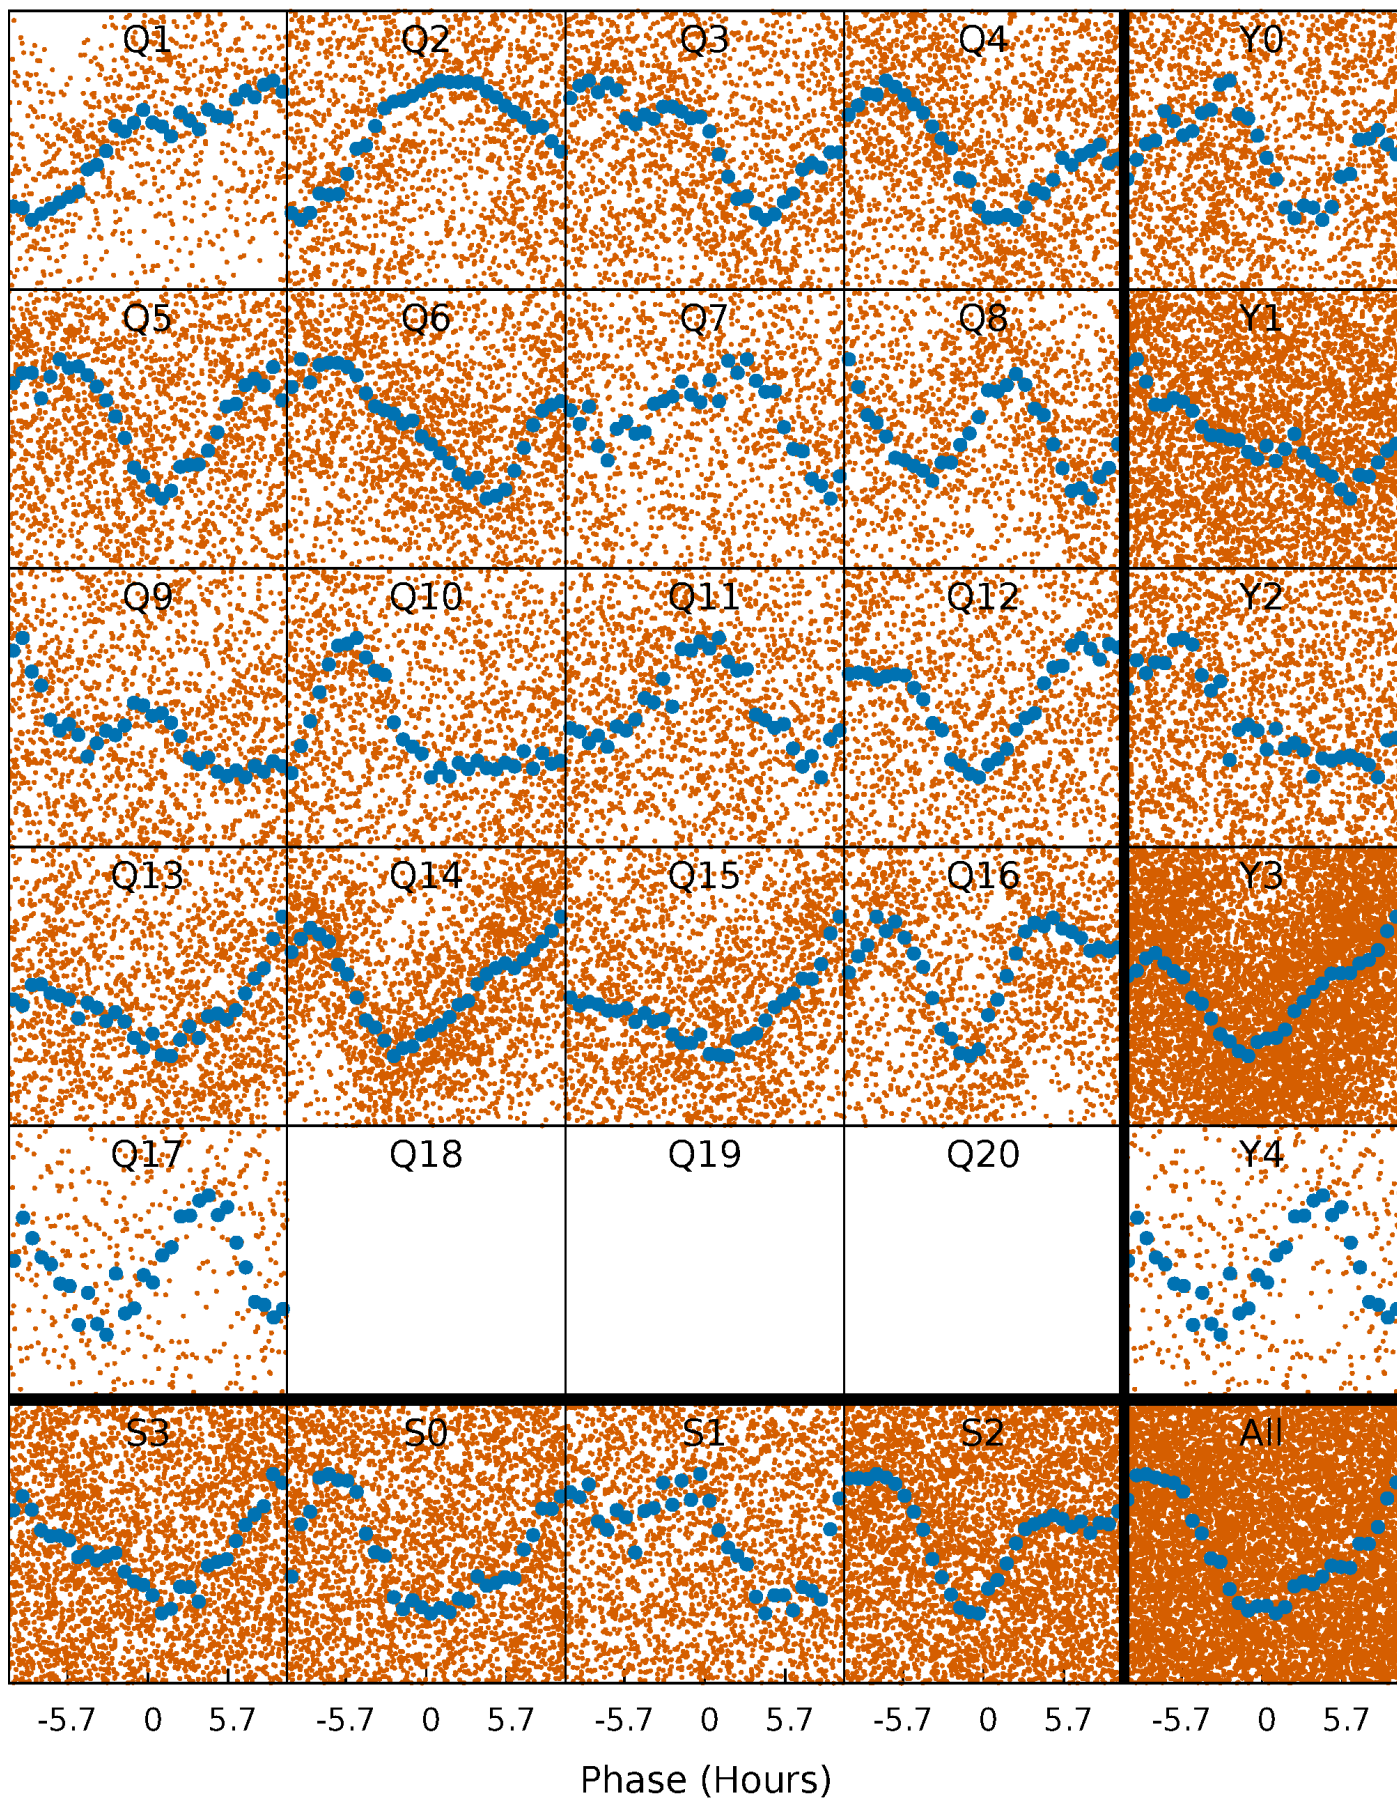 Q1 Q2 Q3 Q4 Y0
Q5 Q6 Q7 Q8 Y1
Q9 Q10 Q11 Q12 Y2
Q13 Q14 Q15 Q16 Y3
Q17 Q18 Q19 Q20 Y4
S3 S0 S1 S2 All
-5.7 0 5.7 -5.7 0 5.7 -5.7 0 5.7 -5.7 0 5.7 -5.7 0 5.7
Phase (Hours)